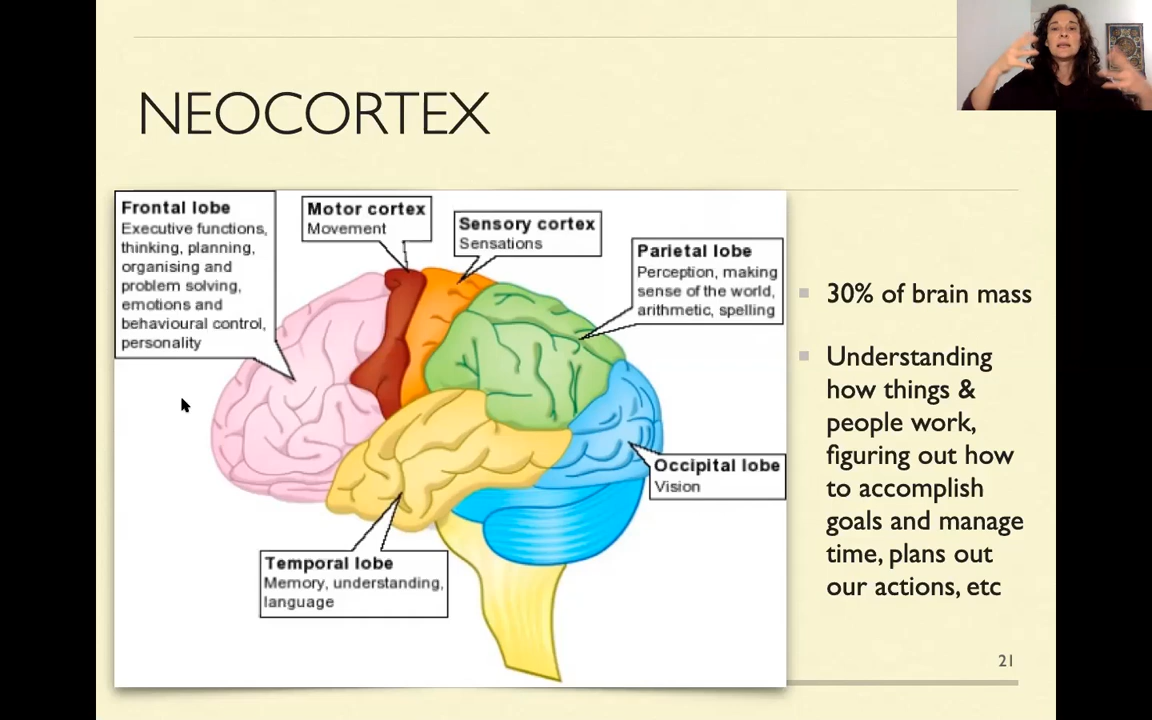 NEOCORTEX
Frontal lobe
Executive functions,
thinking, planning,
organising and
problem solving,
emotions and
behavioural control,
personality
Motor cortex
Movement
Sensory cortex
Sensations
Parietal lobe
Perception, making
sense of the world,
arithmetic, spelling
Occipital lobe
Vision
Temporal lobe
Memory, understanding,
language
30% of brain mass
Understanding
how things &
people work,
figuring out how
to accomplish
goals and manage
time, plans out
our actions, etc
21